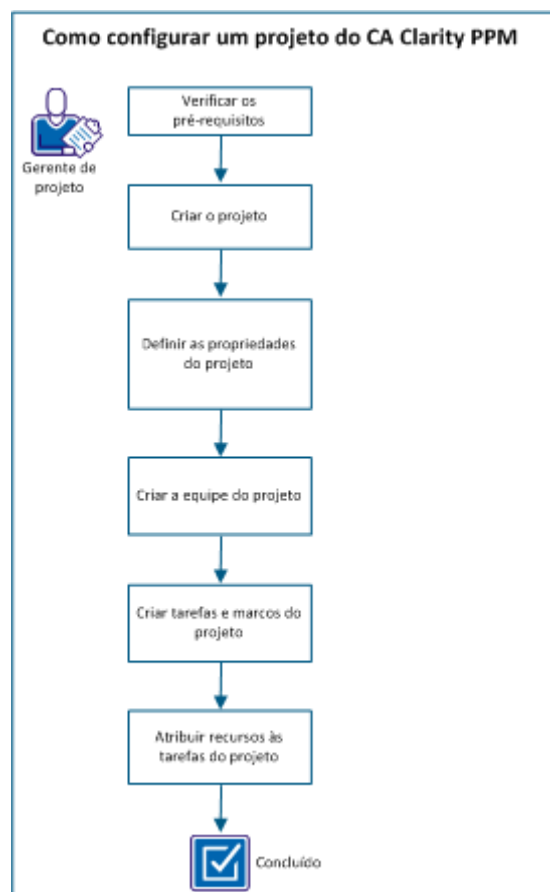 Como configurar um projeto do CA Clarity PPM
Verificar os
pré-requisitos
Gerente de
projeto
Criar o projeto
Definir as propriedades
do projeto
Criar a equipe do projeto
Criar tarefas e marcos do
projeto
Atribuir recursos às
tarefas do projeto
Concluído